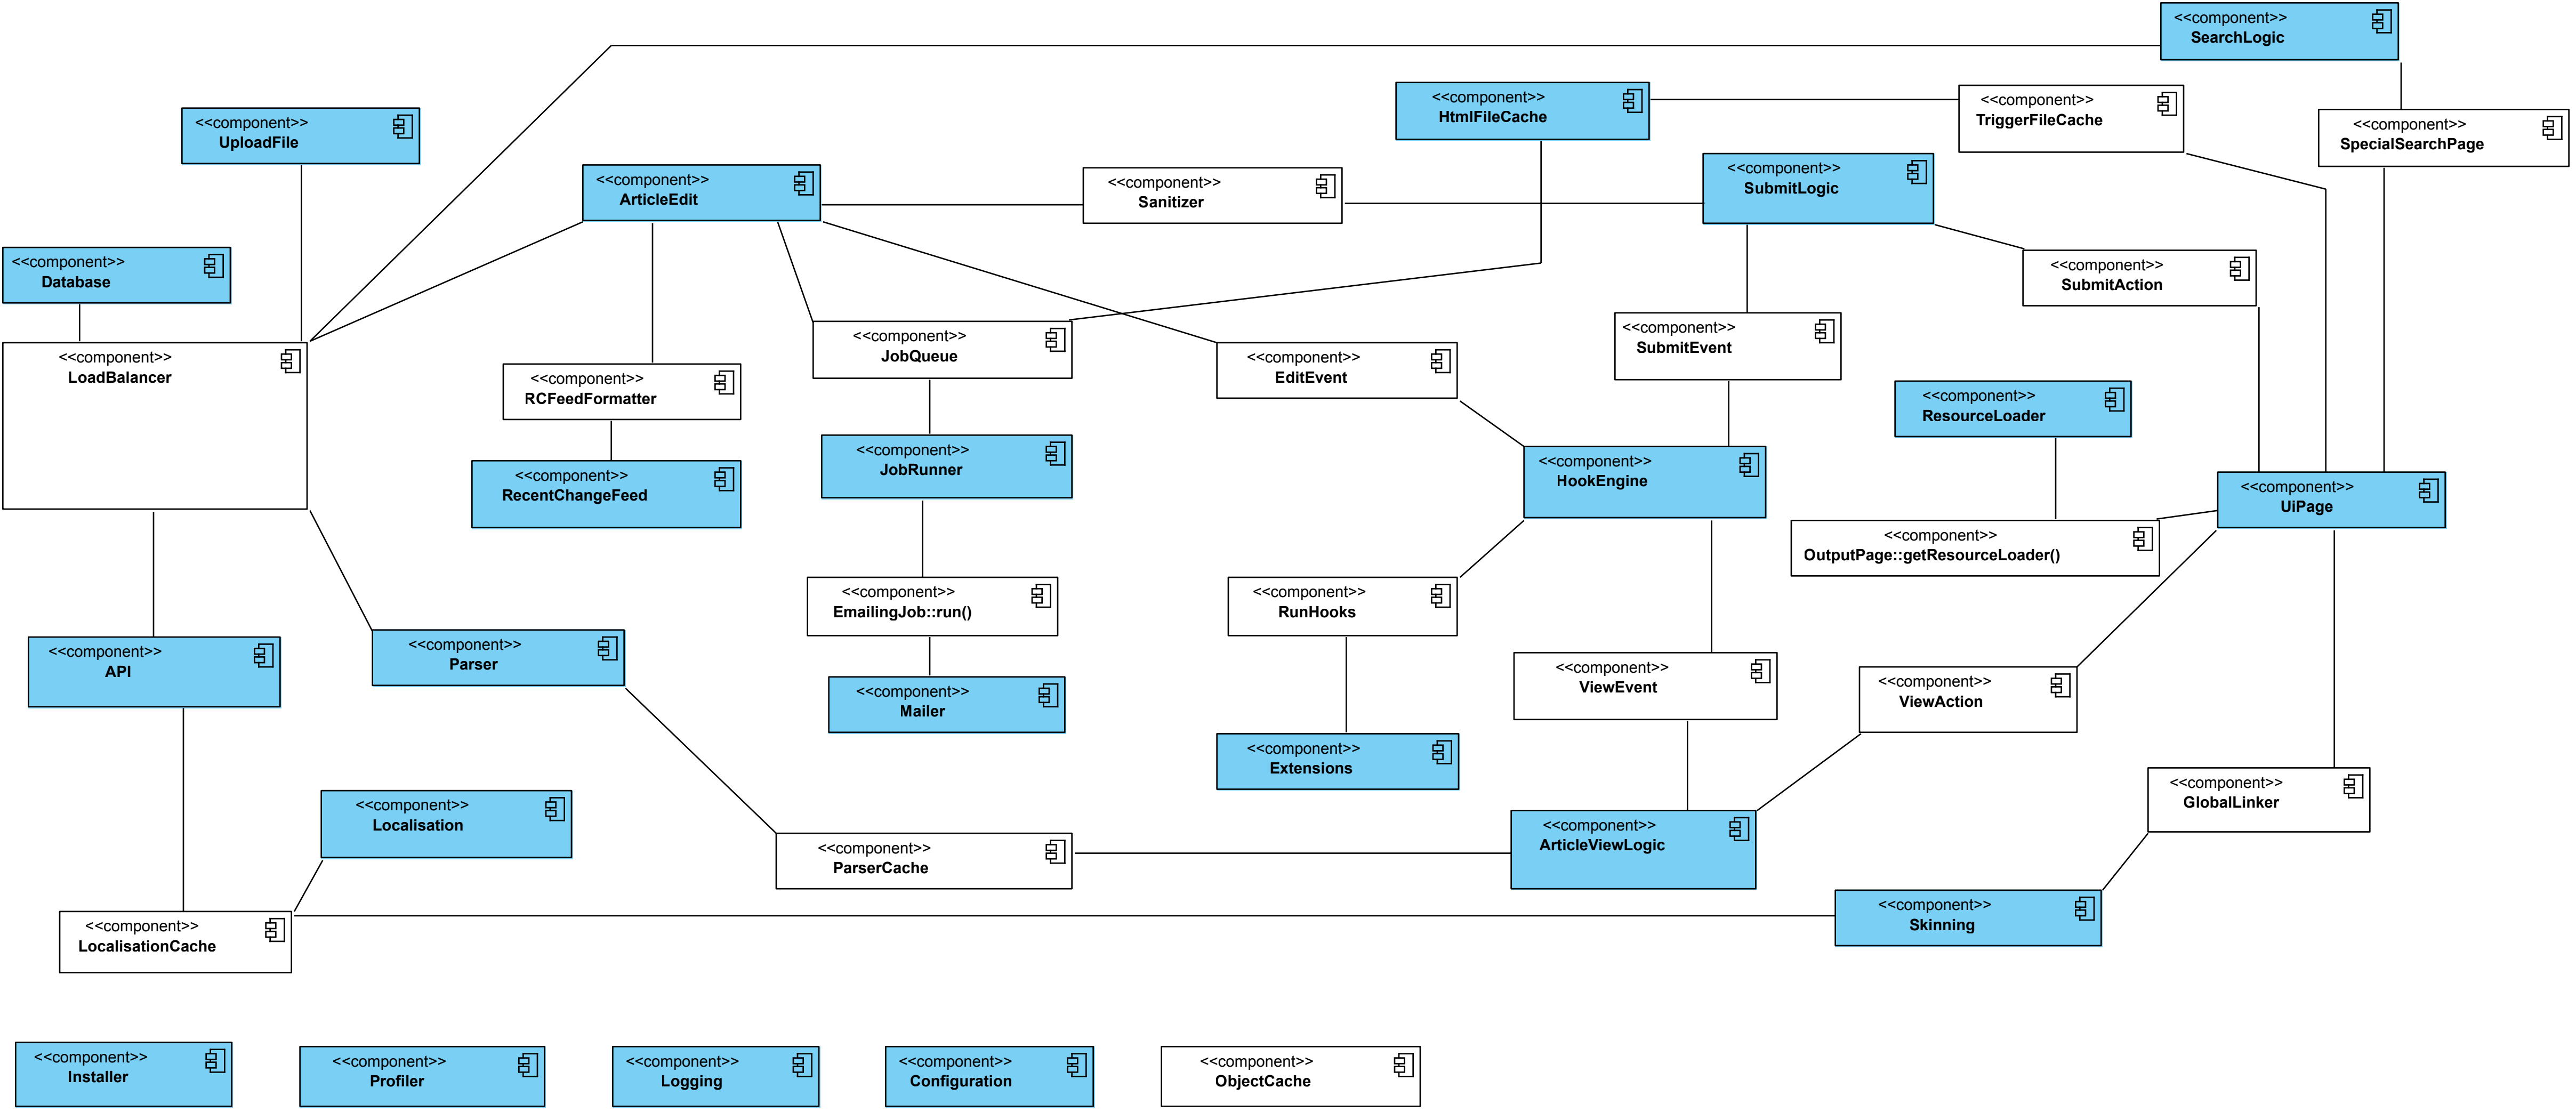 <<component>>
SearchLogic
<<component>>
HtmlFileCache
<<component>>
TriggerFileCache
<<component>>
UploadFile
<<component>>
SpecialSearchPage
<<component>>
ArticleEdit
<<component>>
Sanitizer
<<component>>
SubmitLogic
<<component>>
Database
<<component>>
SubmitAction
<<component>>
LoadBalancer
<<component>>
JobQueue
<<component>>
EditEvent
<<component>>
SubmitEvent
<<component>>
RCFeedFormatter
<<component>>
ResourceLoader
<<component>>
RecentChangeFeed
<<component>>
JobRunner
<<component>>
HookEngine
<<component>>
UiPage
<<component>>
OutputPage::getResourceLoader()
<<component>>
EmailingJob::run()
<<component>>
RunHooks
<<component>>
API
<<component>>
Parser
<<component>>
ViewEvent
<<component>>
ViewAction
<<component>>
Mailer
<<component>>
Extensions
<<component>>
GlobalLinker
<<component>>
Localisation
<<component>>
ParserCache
<<component>>
ArticleViewLogic
<<component>>
LocalisationCache
<<component>>
Skinning
<<component>>
Installer
<<component>>
Profiler
<<component>>
Logging
<<component>>
Configuration
<<component>>
ObjectCache